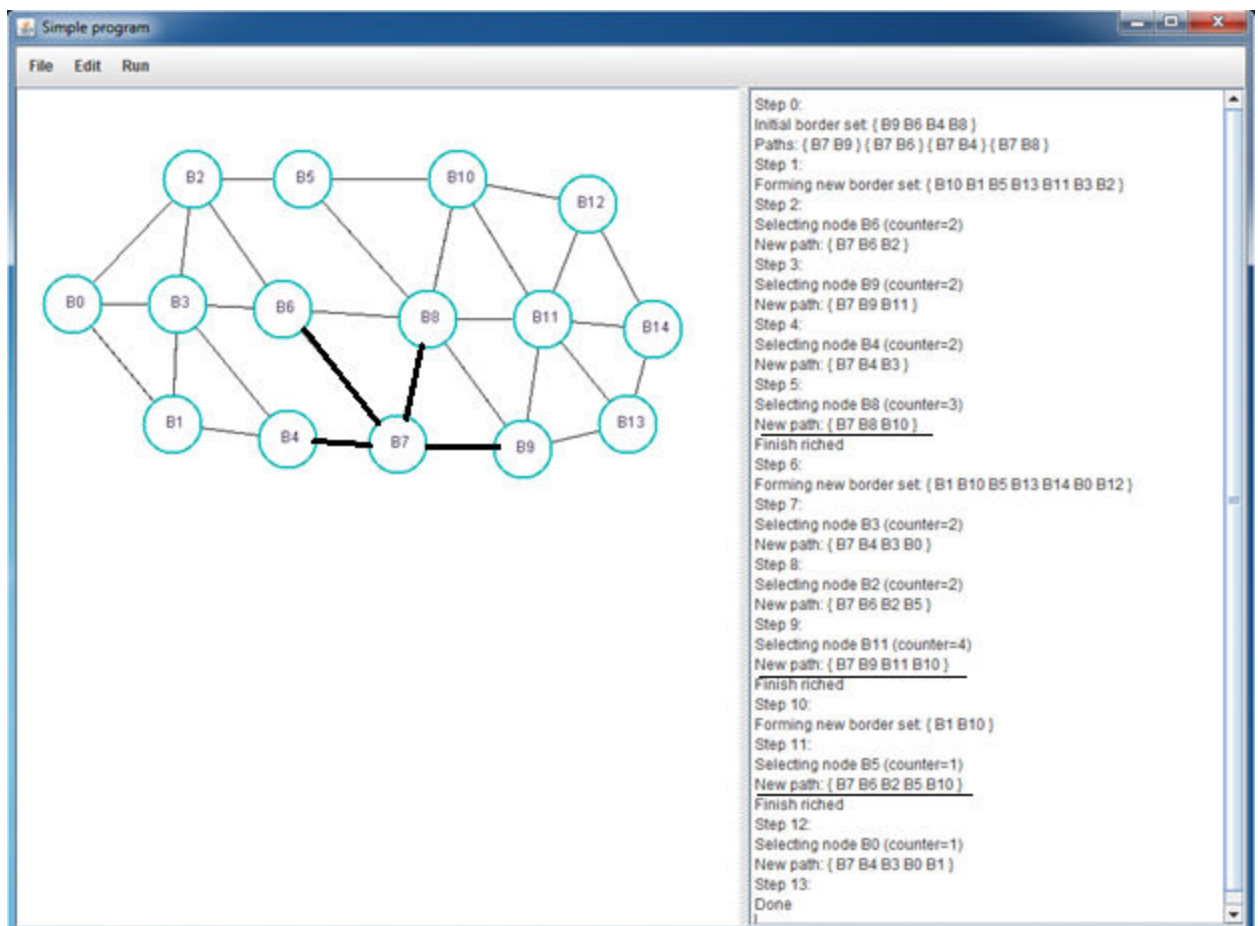 Simple program
File Edit Run
B2 B5 B10
B12
B0 B3 B6 B8 B11 B14
B1 B4 B7 B9 B13
Step 0:
Initial border set: { B9 B6 B4 B8 }
Paths: { B7 B9 } { B7 B6 } { B7 B4 } { B7 B8 }
Step 1:
Forming new border set: { B10 B1 B5 B13 B11 B3 B2 }
Step 2:
Selecting node B6 (counter=2)
New path: { B7 B6 B2 }
Step 3:
Selecting node B9 (counter=2)
New path: { B7 B9 B11 }
Step 4:
Selecting node B4 (counter=2)
New path: { B7 B4 B3 }
Step 5:
Selecting node B8 (counter=3)
New path: { B7 B8 B10 }
Finish riched
Step 6:
Forming new border set: { B1 B10 B5 B13 B14 B0 B12 }
Step 7:
Selecting node B3 (counter=2)
New path: { B7 B4 B3 B0 }
Step 8:
Selecting node B2 (counter=2)
New path: { B7 B6 B2 B5 }
Step 9:
Selecting node B11 (counter=4)
New path: { B7 B9 B11 B10 }
Finish riched
Step 10:
Forming new border set: { B1 B10 }
Step 11:
Selecting node B5 (counter=1)
New path: { B7 B6 B2 B5 B10 }
Finish riched
Step 12:
Selecting node B0 (counter=1)
New path: { B7 B4 B3 B0 B1 }
Step 13:
Done